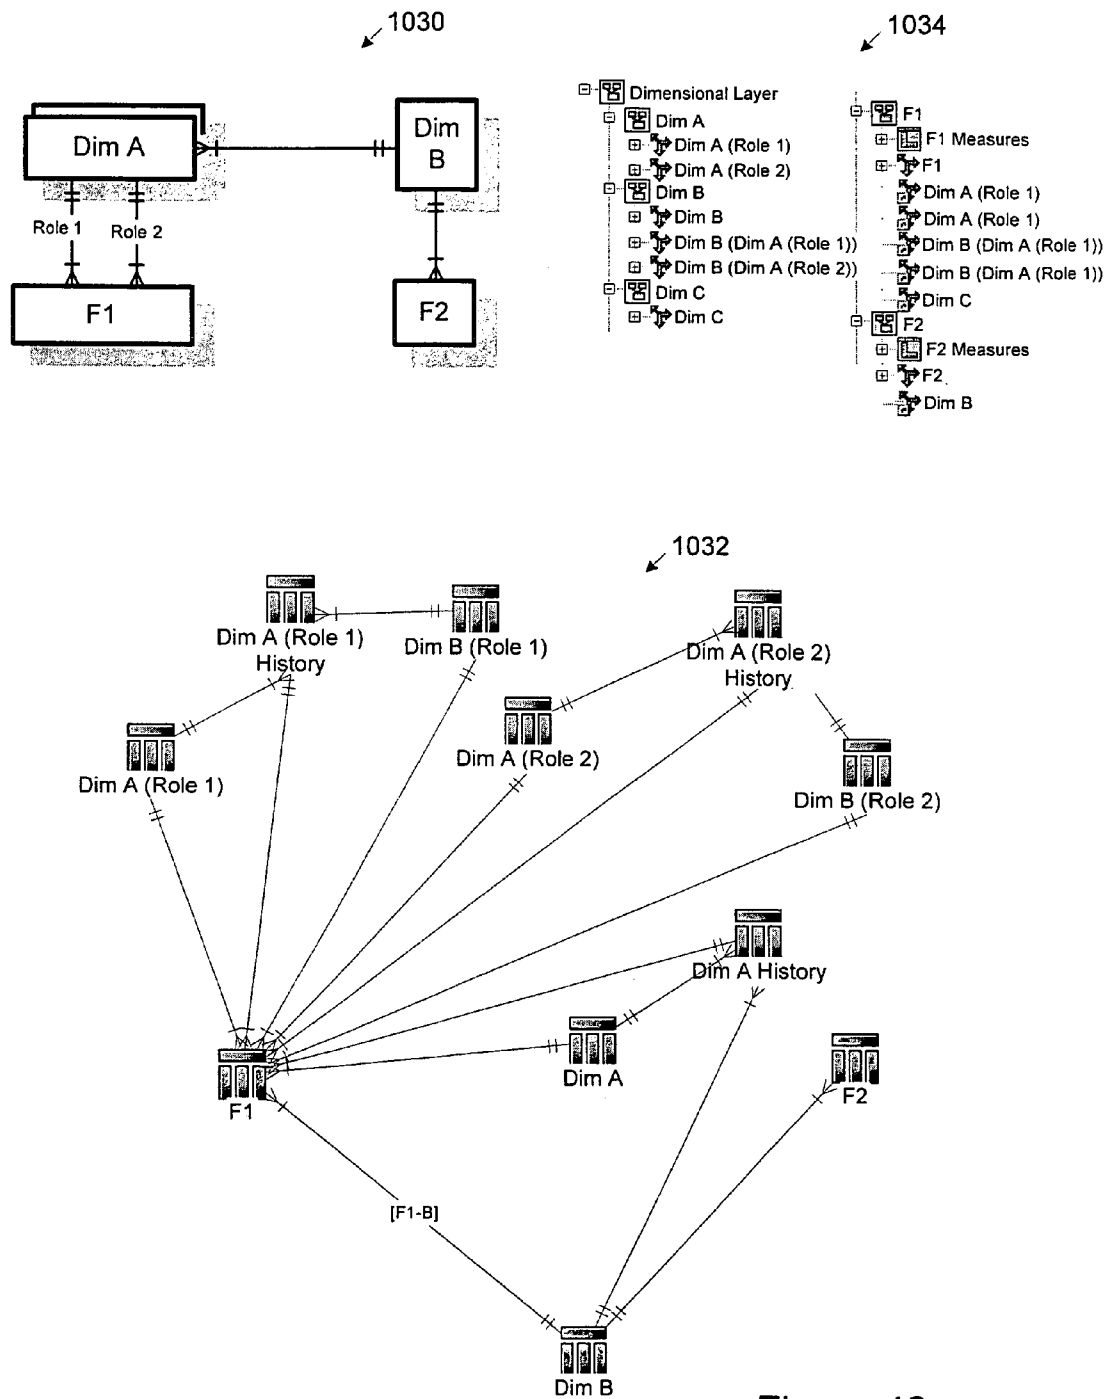 1030
Dim A
Dim
B
Role 1
Role 2
F1
F2
1034
Dimensional Layer
Dim A
Dim A (Role 1)
Dim A (Role 2)
Dim B
Dim B
Dim B (Dim A (Role 1))
Dim B (Dim A (Role 2))
Dim C
Dim C
F1
F1 Measures
F1
Dim A (Role 1)
Dim A (Role 1)
Dim B (Dim A (Role 1))
Dim B (Dim A (Role 1))
Dim C
F2
F2 Measures
F2
Dim B
1032
Dim A (Role 1)
History
Dim B (Role 1)
Dim A (Role 2)
History
Dim A (Role 1)
Dim A (Role 2)
Dim B (Role 2)
Dim A History
Dim A
F1
F2
[F1-B]
Dim B